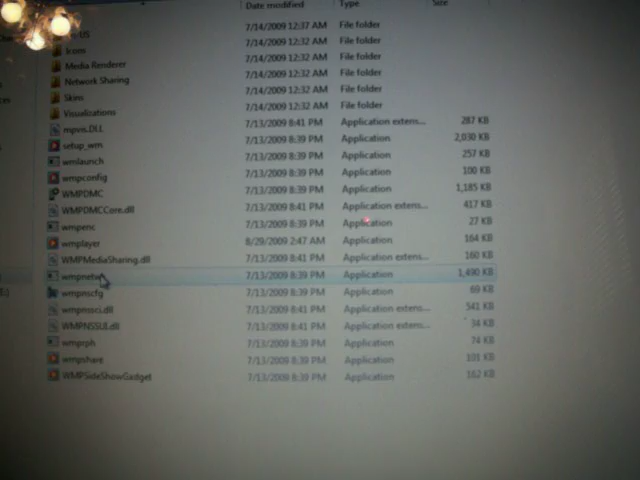 Date modified Type Size
US 7/14/2009 12:37 AM File folder
Icons 7/14/2009 12:32 AM File folder
Media Renderer 7/14/2009 12:32 AM File folder
Network Sharing 7/14/2009 12:32 AM File folder
Skins 7/14/2009 12:32 AM File folder
Visualizations 7/14/2009 12:32 AM File folder
mpvis.DLL 7/13/2009 8:41 PM Application extens... 287 KB
setup_wm 7/13/2009 8:39 PM Application 2,030 KB
wmlaunch 7/13/2009 8:39 PM Application 257 KB
wmpconfig 7/13/2009 8:39 PM Application 100 KB
WMPDMC 7/13/2009 8:39 PM Application 1,185 KB
WMPDMCCore.dll 7/13/2009 8:41 PM Application extens... 417 KB
wmpenc 7/13/2009 8:39 PM Application 27 KB
wmplayer 8/29/2009 2:47 AM Application 164 KB
WMPMediaSharing.dll 7/13/2009 8:41 PM Application extens... 160 KB
wmpnetwk 7/13/2009 8:39 PM Application 1,490 KB
E:) wmpnscfg 7/13/2009 8:39 PM Application 69 KB
wmpnssci.dll 7/13/2009 8:41 PM Application extens... 541 KB
WMPNSSUI.dll 7/13/2009 8:41 PM Application extens... 34 KB
wmprph 7/13/2009 8:39 PM Application 74 KB
wmpshare 7/13/2009 8:39 PM Application 101 KB
WMPSideShowGadget 7/13/2009 8:39 PM Application 162 KB